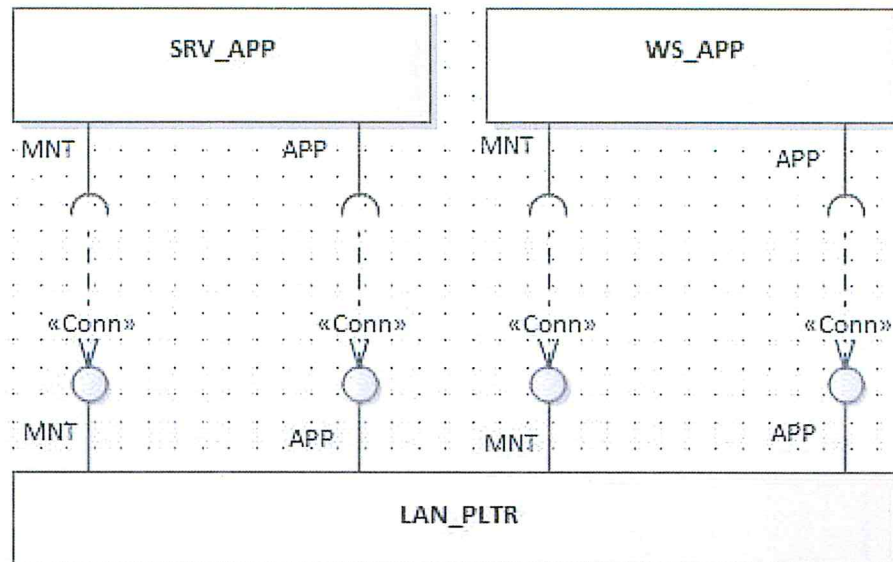 SRV_APP
WS_APP
MNT
APP
MNT
APP
«Conn»
«Conn»
«Conn»
«Conn»
MNT
APP
MNT
APP
LAN_PLTR